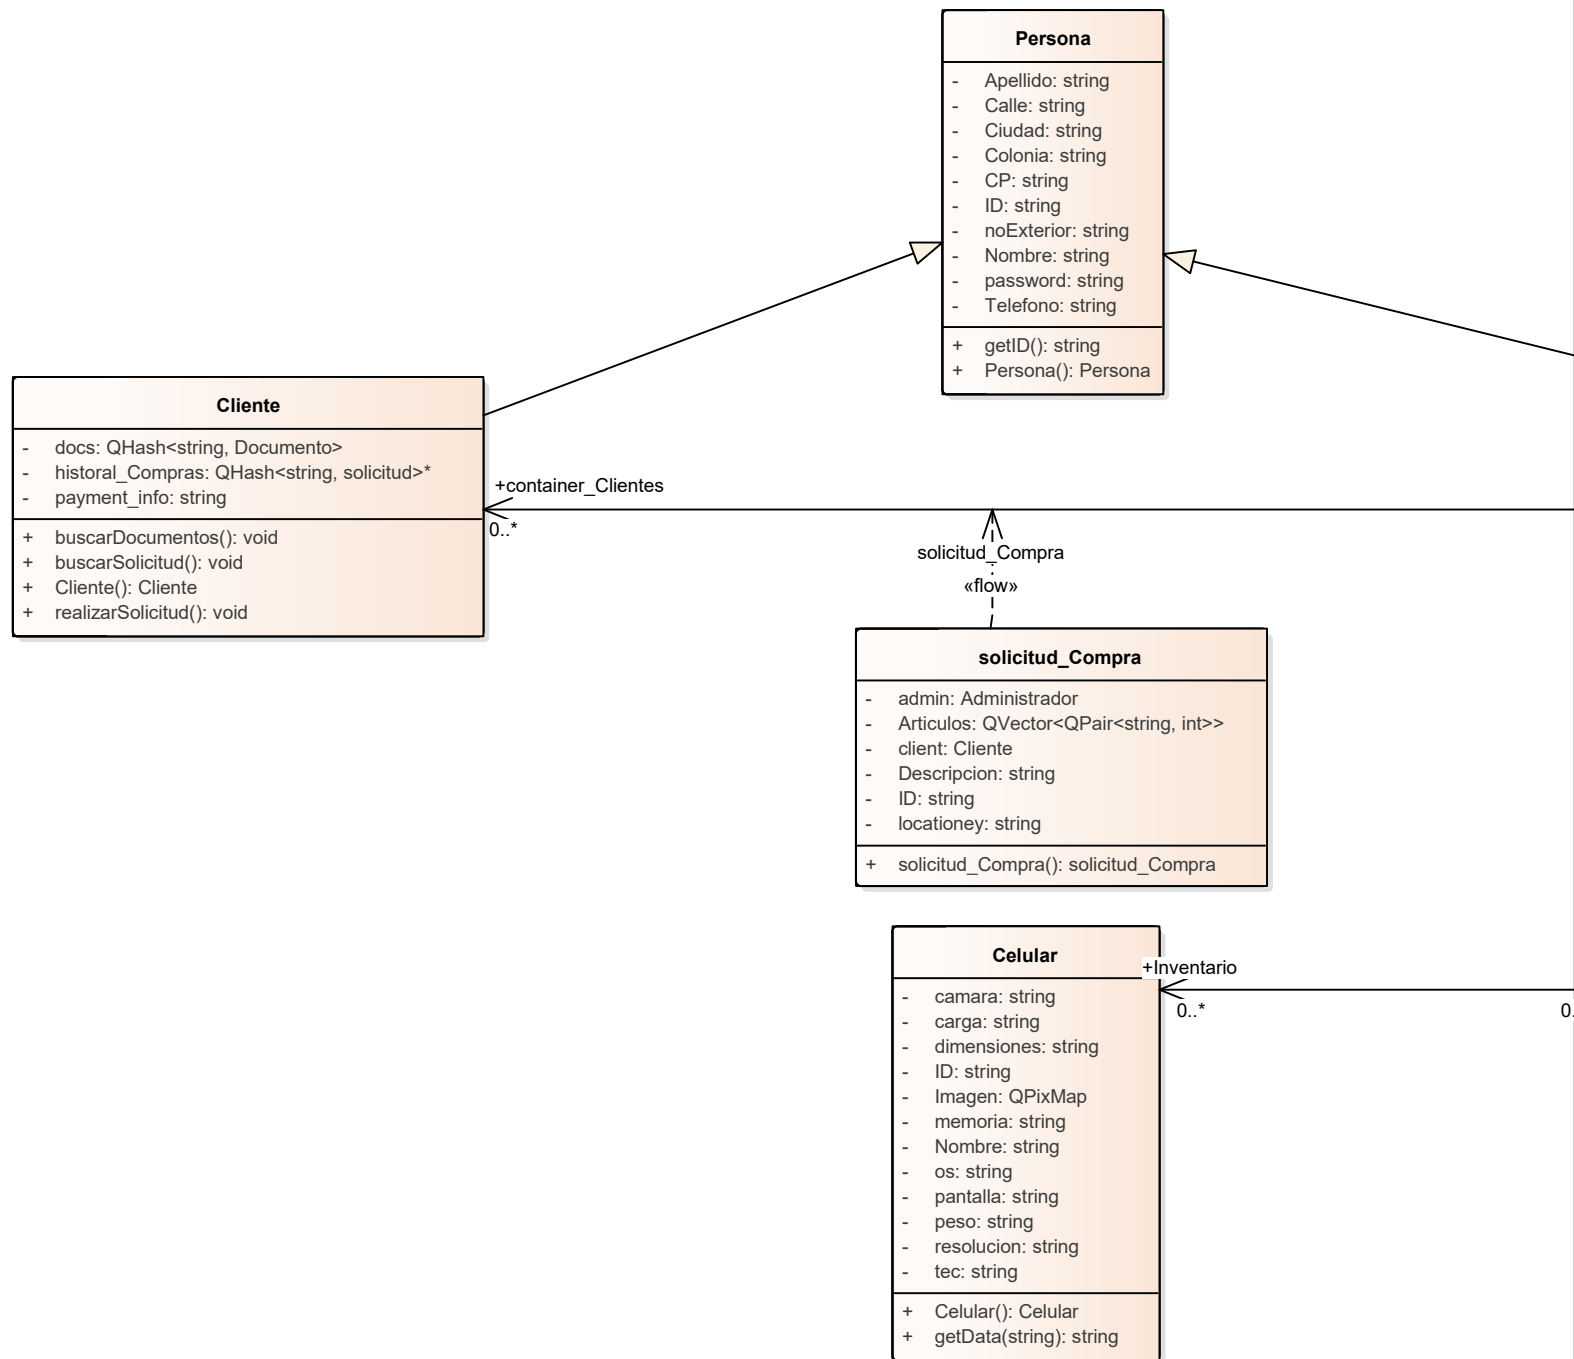 Persona
- Apellido: string
- Calle: string
- Ciudad: string
- Colonia: string
- CP: string
- ID: string
- noExterior: string
- Nombre: string
- password: string
- Telefono: string
+ getID(): string
+ Persona(): Persona
Cliente
- docs: QHash<string, Documento>
- historal_Compras: QHash<string, solicitud>*
- payment_info: string
+ buscarDocumentos(): void
+ buscarSolicitud(): void
+ Cliente(): Cliente
+ realizarSolicitud(): void
+container_Clientes
0..*
solicitud_Compra
«flow»
solicitud_Compra
- admin: Administrador
- Articulos: QVector<QPair<string, int>>
- client: Cliente
- Descripcion: string
- ID: string
- locationey: string
+ solicitud_Compra(): solicitud_Compra
Celular
- camara: string
- carga: string
- dimensiones: string
- ID: string
- Imagen: QPixMap
- memoria: string
- Nombre: string
- os: string
- pantalla: string
- peso: string
- resolucion: string
- tec: string
+ Celular(): Celular
+ getData(string): string
+Inventario
0..*
0.